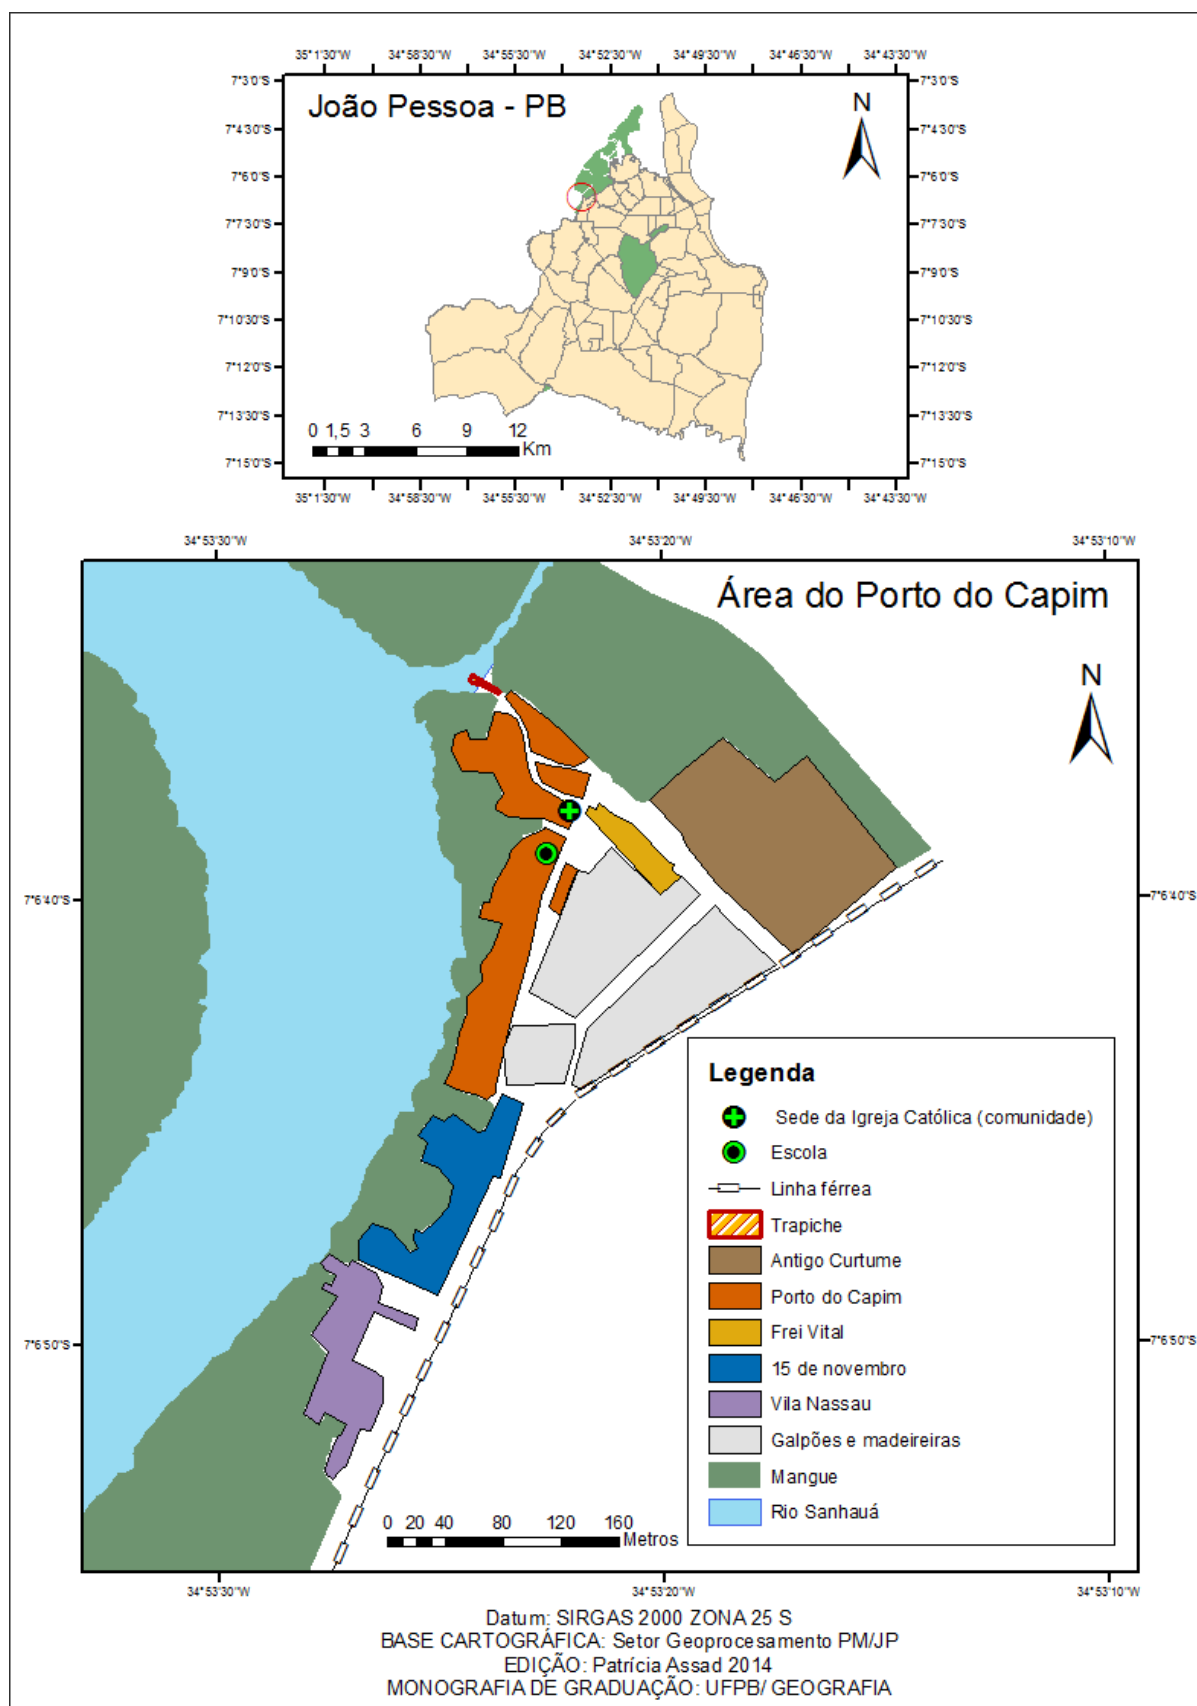 35°1'30"W 34°58'30"W 34°55'30"W 34°52'30"W 34°49'30"W 34°46'30"W 34°43'30"W
7°3'0"S 7°3'0"S
João Pessoa - PB
N
7°4'30"S 7°4'30"S
7°6'0"S 7°6'0"S
7°7'30"S 7°7'30"S
7°9'0"S 7°9'0"S
7°10'30"S 7°10'30"S
7°12'0"S 7°12'0"S
7°13'30"S 7°13'30"S
0 1,5 3 6 9 12
Km
7°15'0"S 7°15'0"S
35°1'30"W 34°58'30"W 34°55'30"W 34°52'30"W 34°49'30"W 34°46'30"W 34°43'30"W
34°53'30"W 34°53'20"W 34°53'10"W
Área do Porto do Capim
N
7°6'40"S 7°6'40"S
Legenda
Sede da Igreja Católica (comunidade)
Escola
Linha férrea
Trapiche
Antigo Curtume
Porto do Capim
Frei Vital
15 de novembro
Vila Nassau
Galpões e madeireiras
Mangue
Rio Sanhauá
7°6'50"S 7°6'50"S
0 20 40 80 120 160
Metros
34°53'30"W 34°53'20"W 34°53'10"W
Datum: SIRGAS 2000 ZONA 25 S
BASE CARTOGRÁFICA: Setor Geoprocesamento PM/JP
EDIÇÃO: Patrícia Assad 2014
MONOGRAFIA DE GRADUAÇÃO: UFPB/ GEOGRAFIA